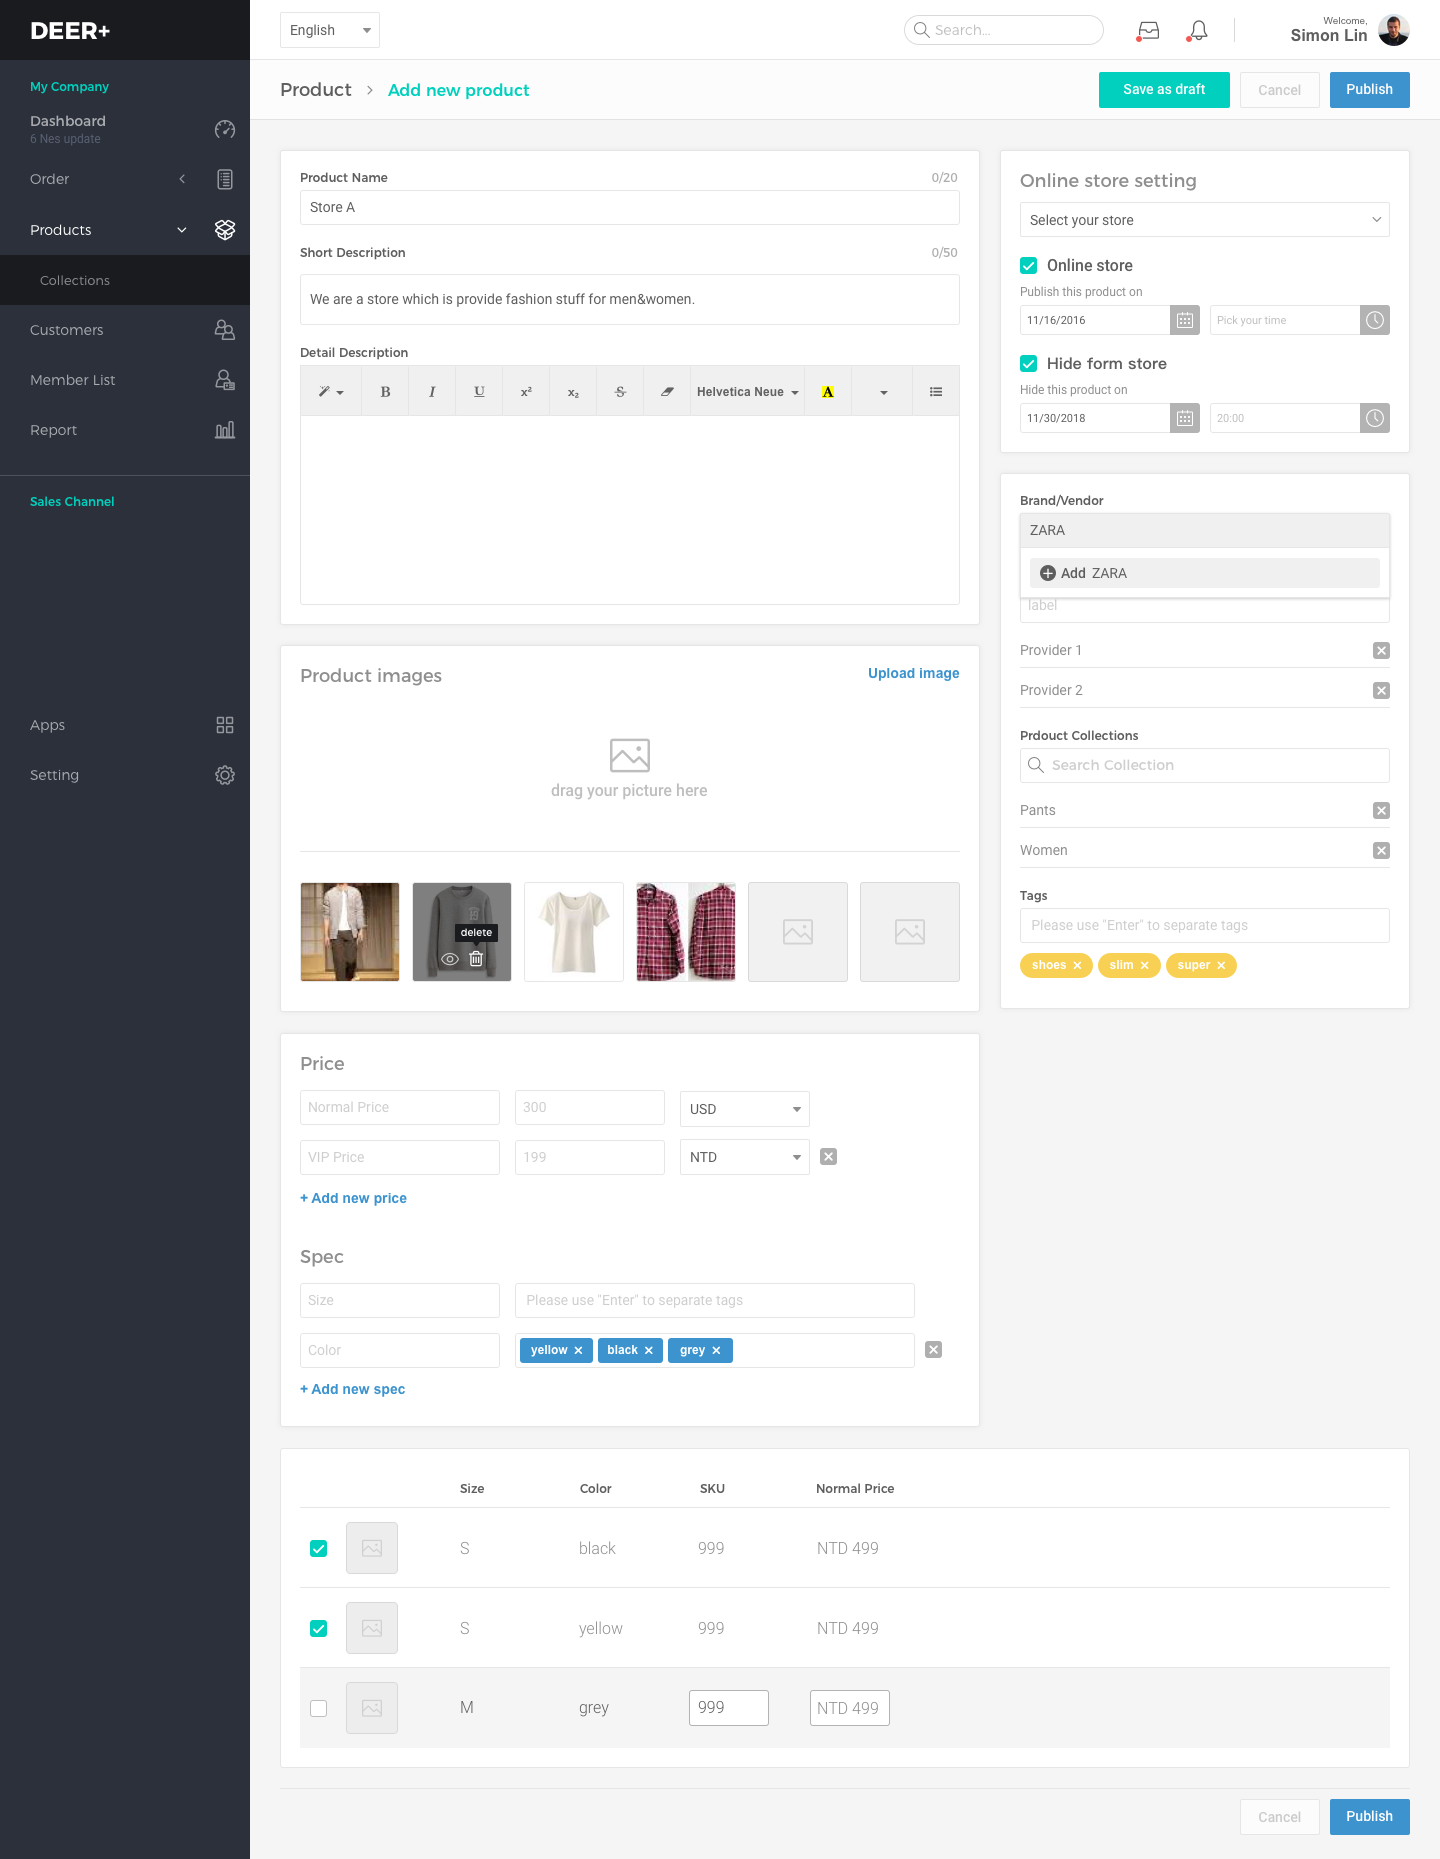 DEER+
English
Search...
Welcome,
Simon Lin
My Company
Dashboard
6 Nes update
Order
Products
Collections
Customers
Member List
Report
Sales Channel
Apps
Setting
Product > Add new product
Save as draft
Cancel
Publish
Product Name 0/20
Store A
Short Description 0/50
We are a store which is provide fashion stuff for men&women.
Detail Description
B I U x² x₂ S Helvetica Neue A
Product images
Upload image
drag your picture here
delete
Price
Normal Price 300 USD
VIP Price 199 NTD
+ Add new price
Spec
Size Please use "Enter" to separate tags
Color yellow black grey
+ Add new spec
Online store setting
Select your store
Online store
Publish this product on
11/16/2016 Pick your time
Hide form store
Hide this product on
11/30/2018 20:00
Brand/Vendor
ZARA
Add ZARA
label
Provider 1
Provider 2
Prdouct Collections
Search Collection
Pants
Women
Tags
Please use "Enter" to separate tags
shoes slim super
Size Color SKU Normal Price
S black 999 NTD 499
S yellow 999 NTD 499
M grey 999 NTD 499
Cancel
Publish